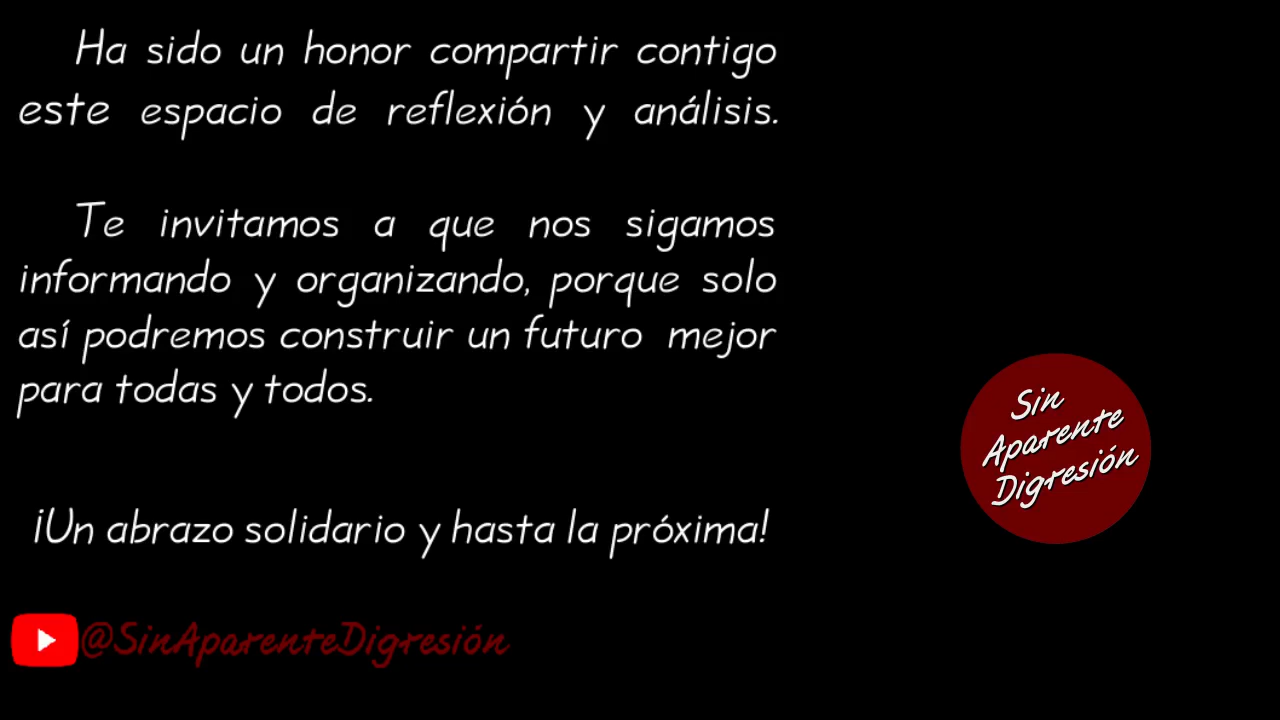 Ha sido un honor compartir contigo
este espacio de reflexión y análisis.
Te invitamos a que nos sigamos
informando y organizando, porque solo
así podremos construir un futuro mejor
para todas y todos.
¡Un abrazo solidario y hasta la próxima!
@SinAparenteDigresión
Sin
Aparente
Digresión